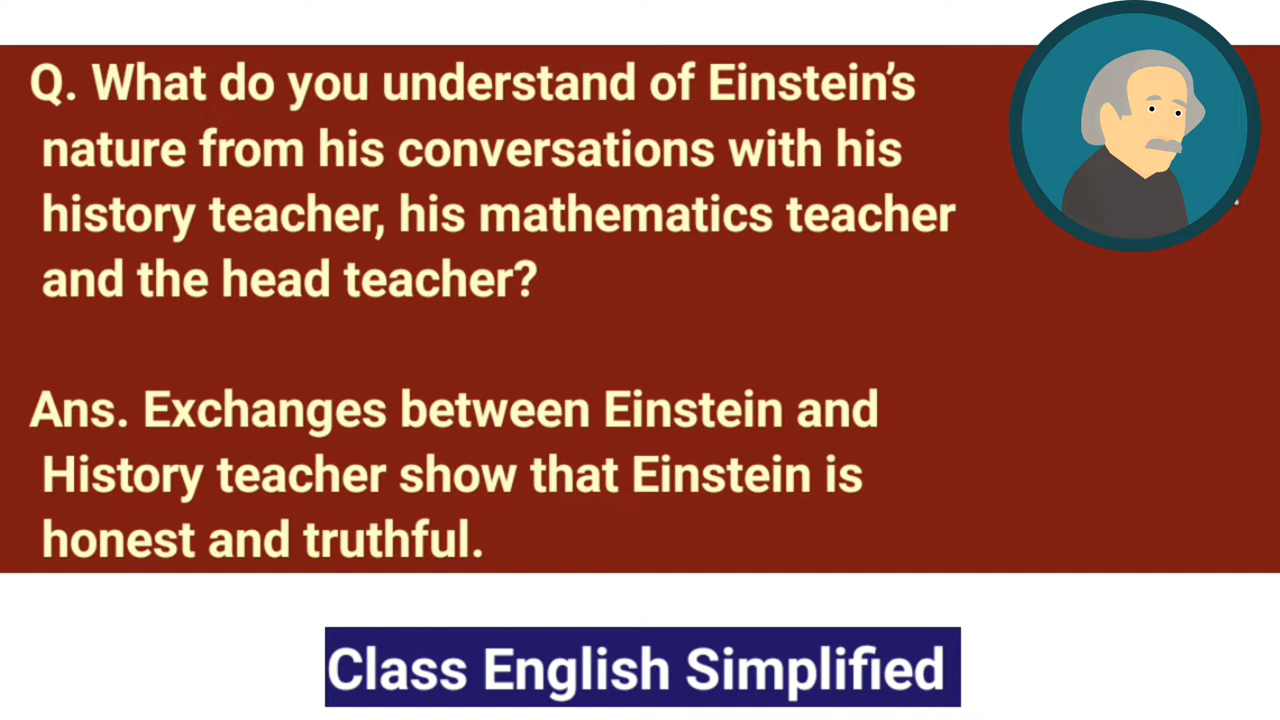 Q. What do you understand of Einstein’s
nature from his conversations with his
history teacher, his mathematics teacher
and the head teacher?
Ans. Exchanges between Einstein and
History teacher show that Einstein is
honest and truthful.
Class English Simplified